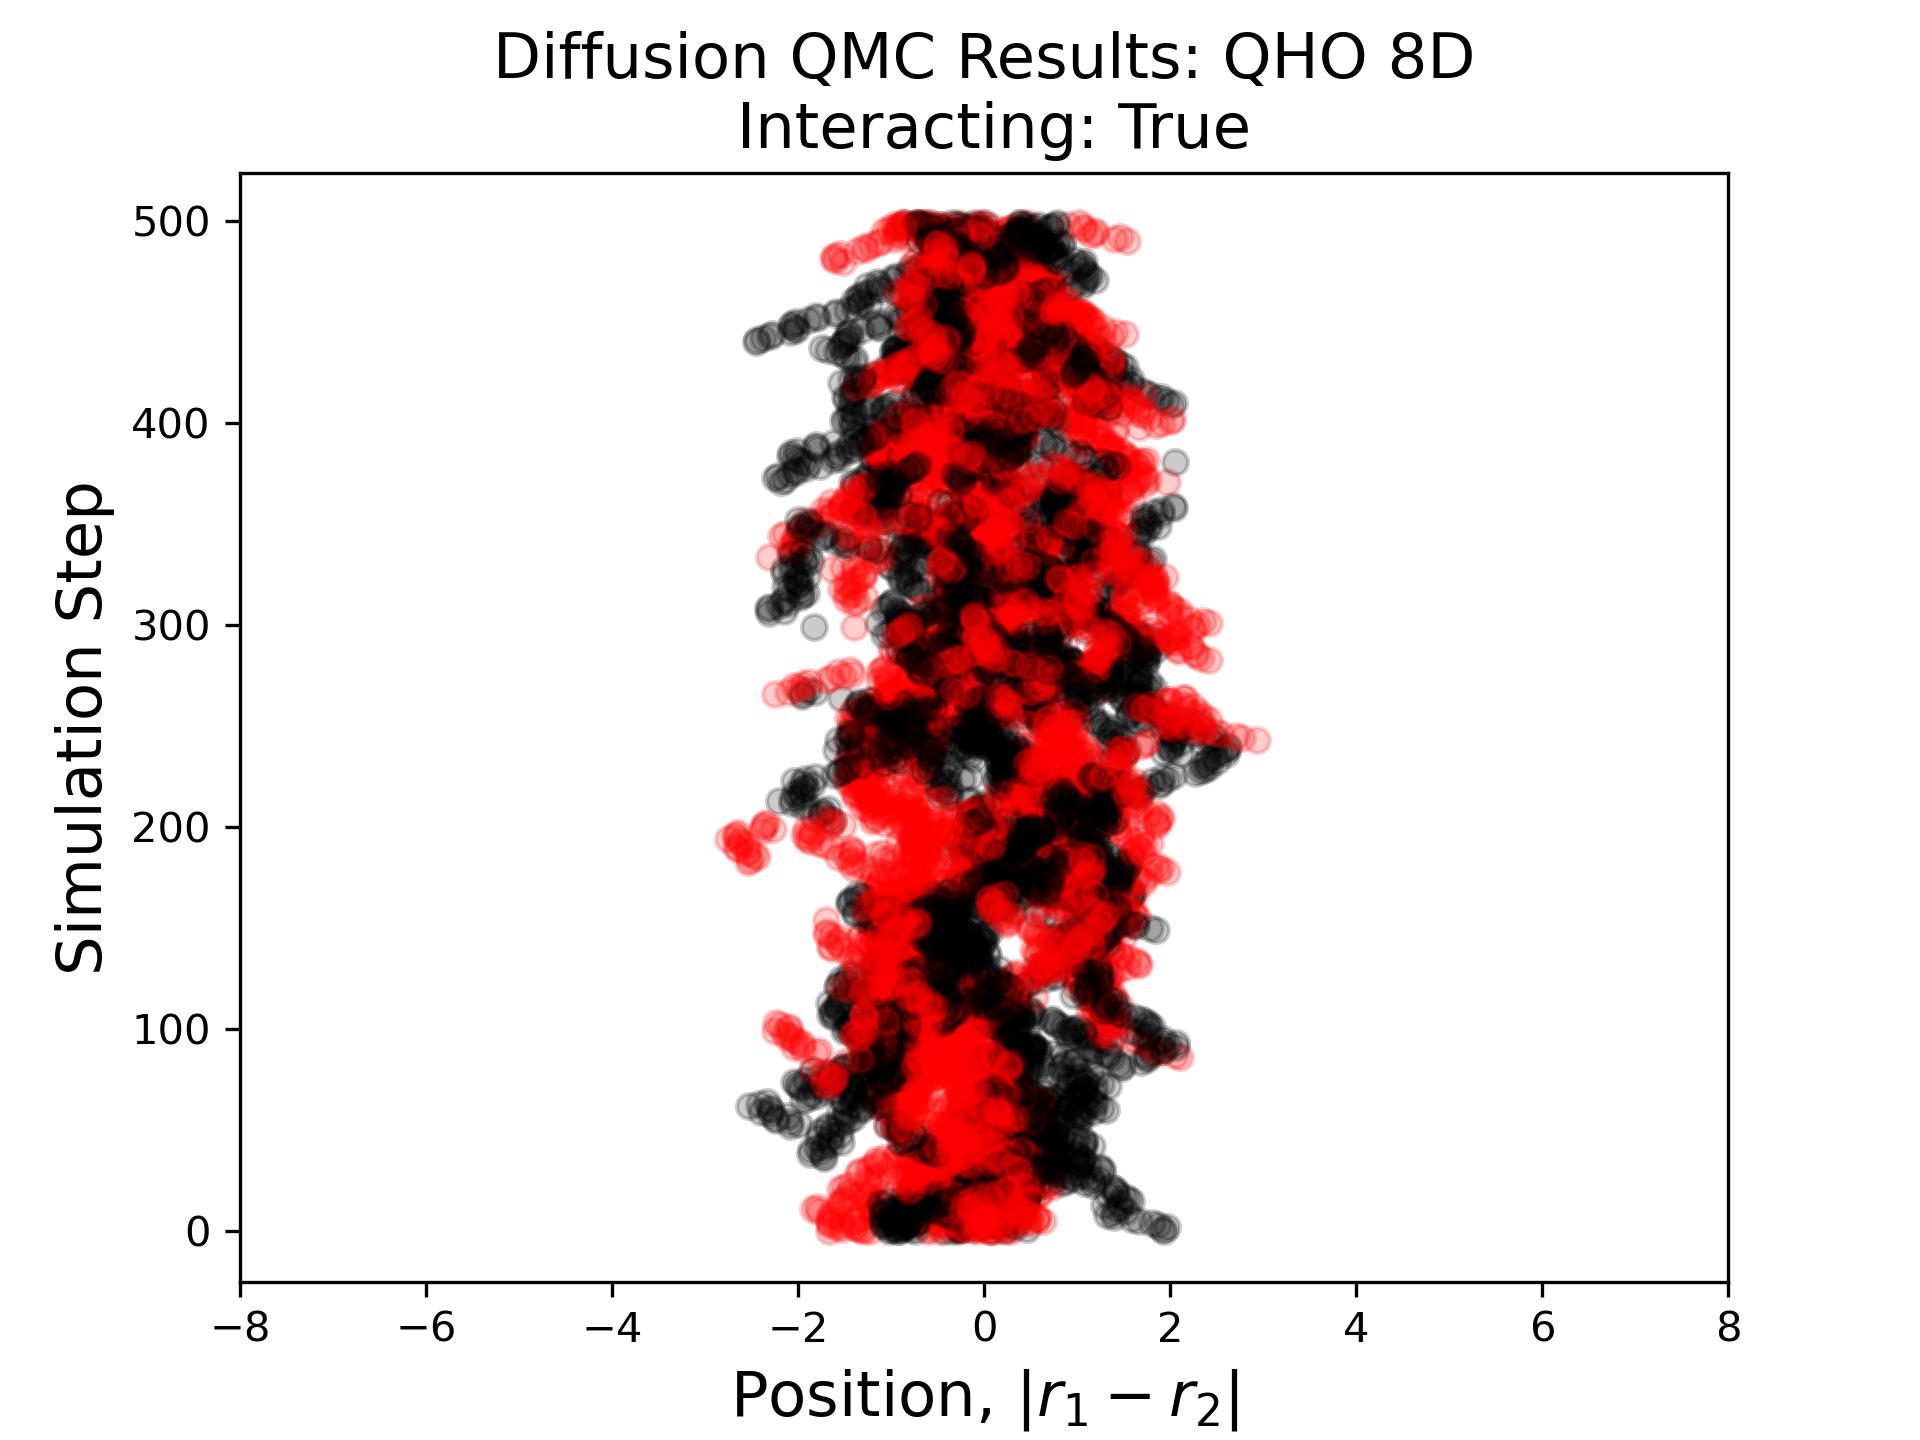 Diffusion QMC Results: QHO 8D
Interacting: True
Simulation Step
500
400
300
200
100
0
−8 −6 −4 −2 0 2 4 6 8
Position, |r₁ − r₂|